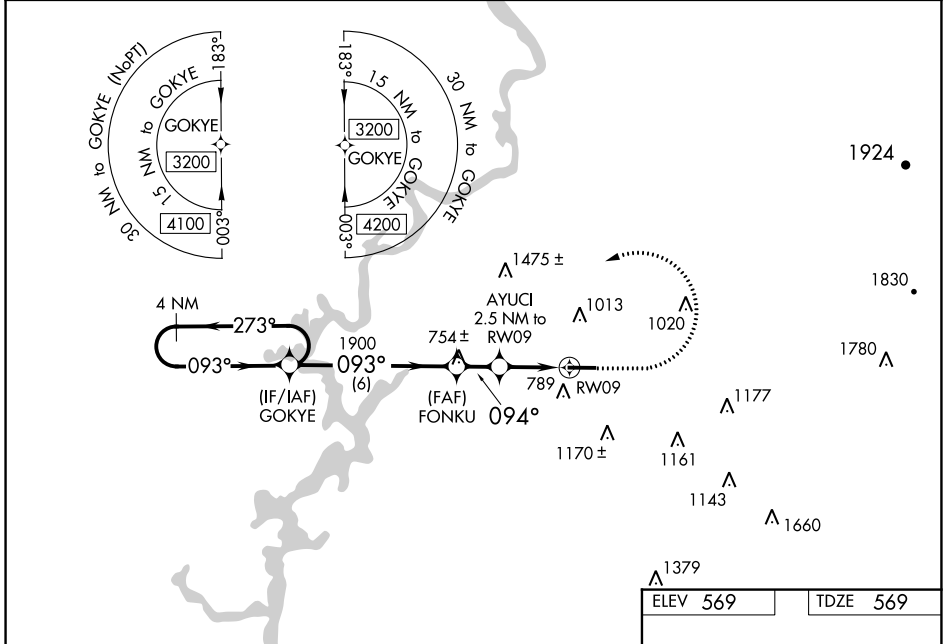 30 NM to GOKYE (NoPT)
15 NM to GOKYE
183°
GOKYE
3200
4100
003°
183°
15 NM to GOKYE
30 NM to GOKYE
3200
GOKYE
4200
003°
1924
1475 ±
1830
4 NM
AYUCI
2.5 NM to
RW09
1013
1020
273°
1900
754 ±
1780
093°
093°
(6)
789
RW09
(IF/IAF)
GOKYE
(FAF)
FONKU
094°
1177
1170 ±
1161
1143
1660
1379
ELEV 569
TDZE 569